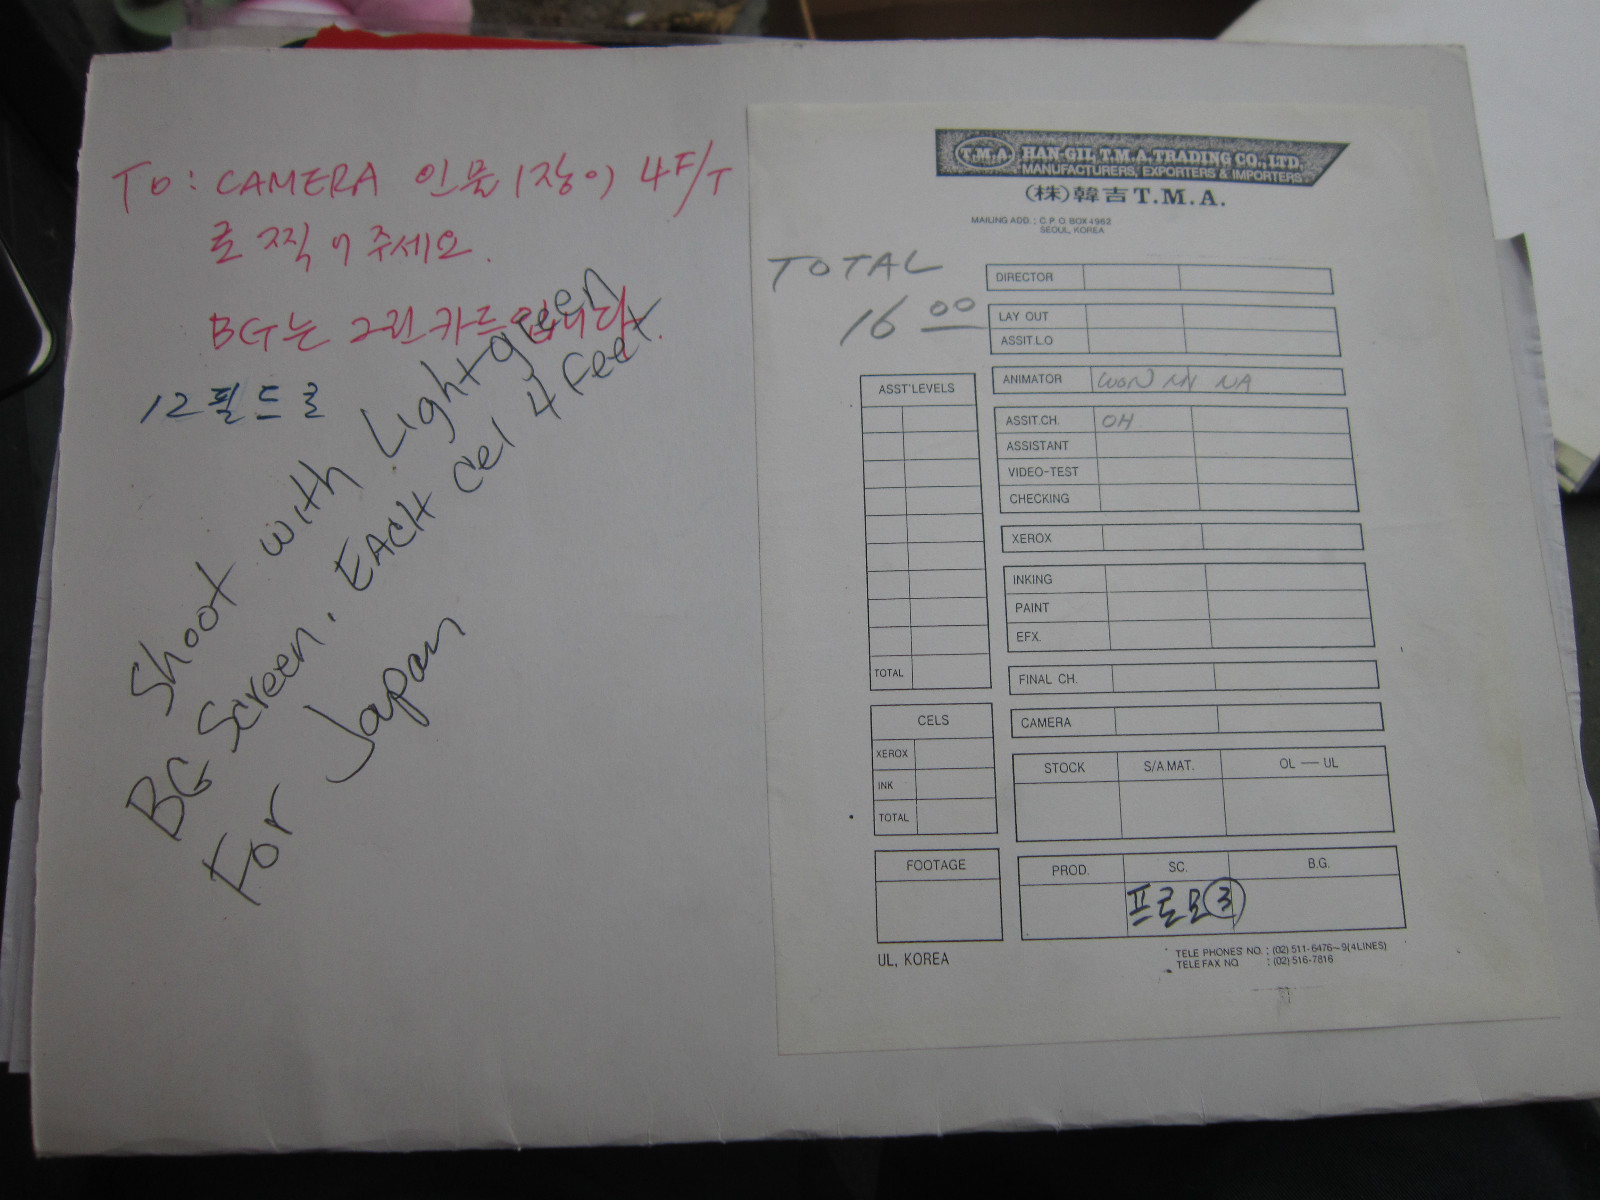 To: CAMERA 인물 1장이 4F/T
로 찍어주세요.
BG는 그린카드입니다.
12필드로
Shoot with Lightgreen
BG Screen. EACH Cel 4 feet
For Japan
T.M.A. HAN-GIL T.M.A. TRADING CO., LTD.
MANUFACTURERS, EXPORTERS & IMPORTERS
(株)韓吉 T.M.A.
MAILING ADD. : C.P.O. BOX 4962
SEOUL, KOREA
TOTAL
16 00
DIRECTOR
LAY OUT
ASSIT.LO
ANIMATOR WON NA
ASSIT.CH. OH
ASSISTANT
VIDEO-TEST
CHECKING
XEROX
INKING
PAINT
EFX.
FINAL CH.
CAMERA
STOCK S/A.MAT. OL — UL
PROD. SC. B.G.
프로모 3
ASST'LEVELS
TOTAL
CELS
XEROX
INK
TOTAL
FOOTAGE
UL, KOREA
TELE PHONES NO. : (02) 511-6476~9(4LINES)
TELEFAX NO : (02) 516-7816